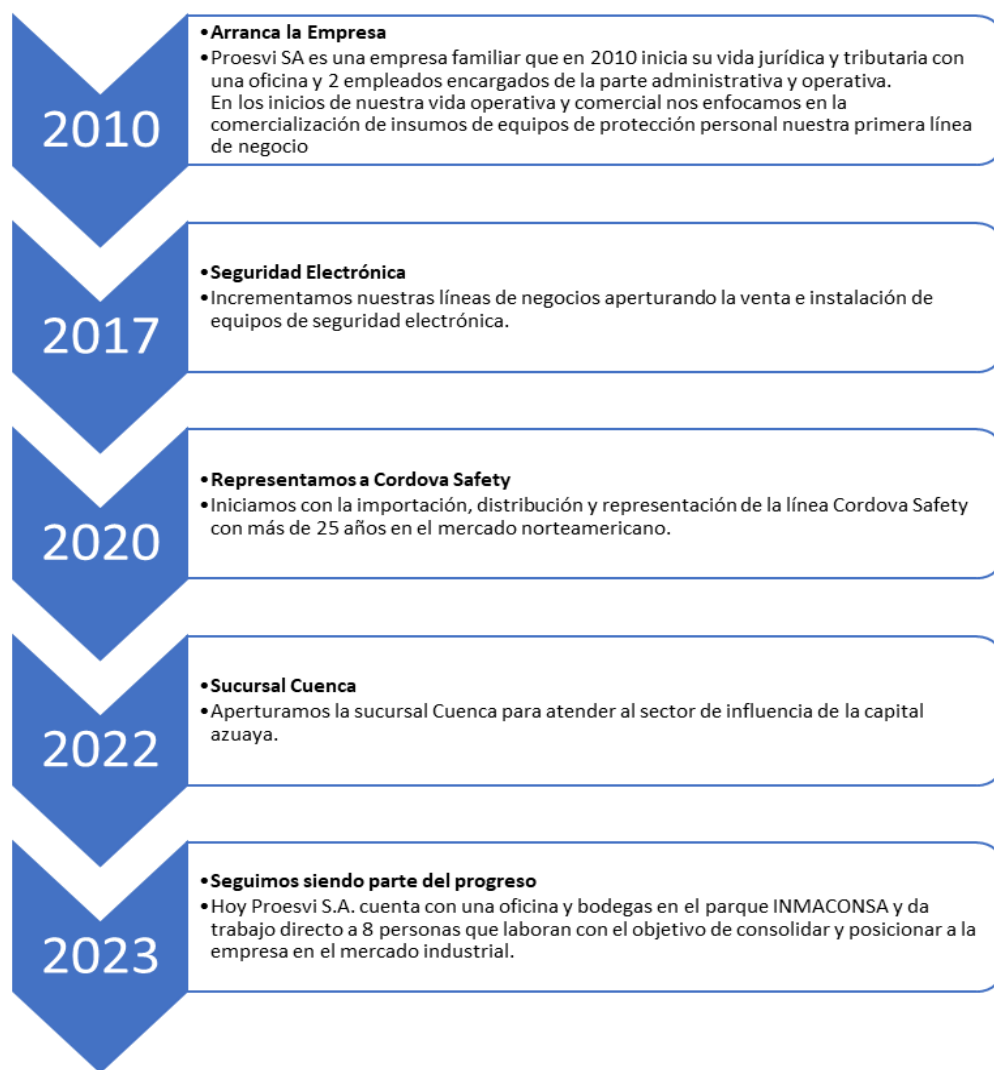 2010
•Arranca la Empresa
•Proesvi SA es una empresa familiar que en 2010 inicia su vida jurídica y tributaria con
una oficina y 2 empleados encargados de la parte administrativa y operativa.
En los inicios de nuestra vida operativa y comercial nos enfocamos en la
comercialización de insumos de equipos de protección personal nuestra primera línea
de negocio
2017
•Seguridad Electrónica
•Incrementamos nuestras líneas de negocios aperturando la venta e instalación de
equipos de seguridad electrónica.
2020
•Representamos a Cordova Safety
•Iniciamos con la importación, distribución y representación de la línea Cordova Safety
con más de 25 años en el mercado norteamericano.
2022
•Sucursal Cuenca
•Aperturamos la sucursal Cuenca para atender al sector de influencia de la capital
azuaya.
2023
•Seguimos siendo parte del progreso
•Hoy Proesvi S.A. cuenta con una oficina y bodegas en el parque INMACONSA y da
trabajo directo a 8 personas que laboran con el objetivo de consolidar y posicionar a la
empresa en el mercado industrial.